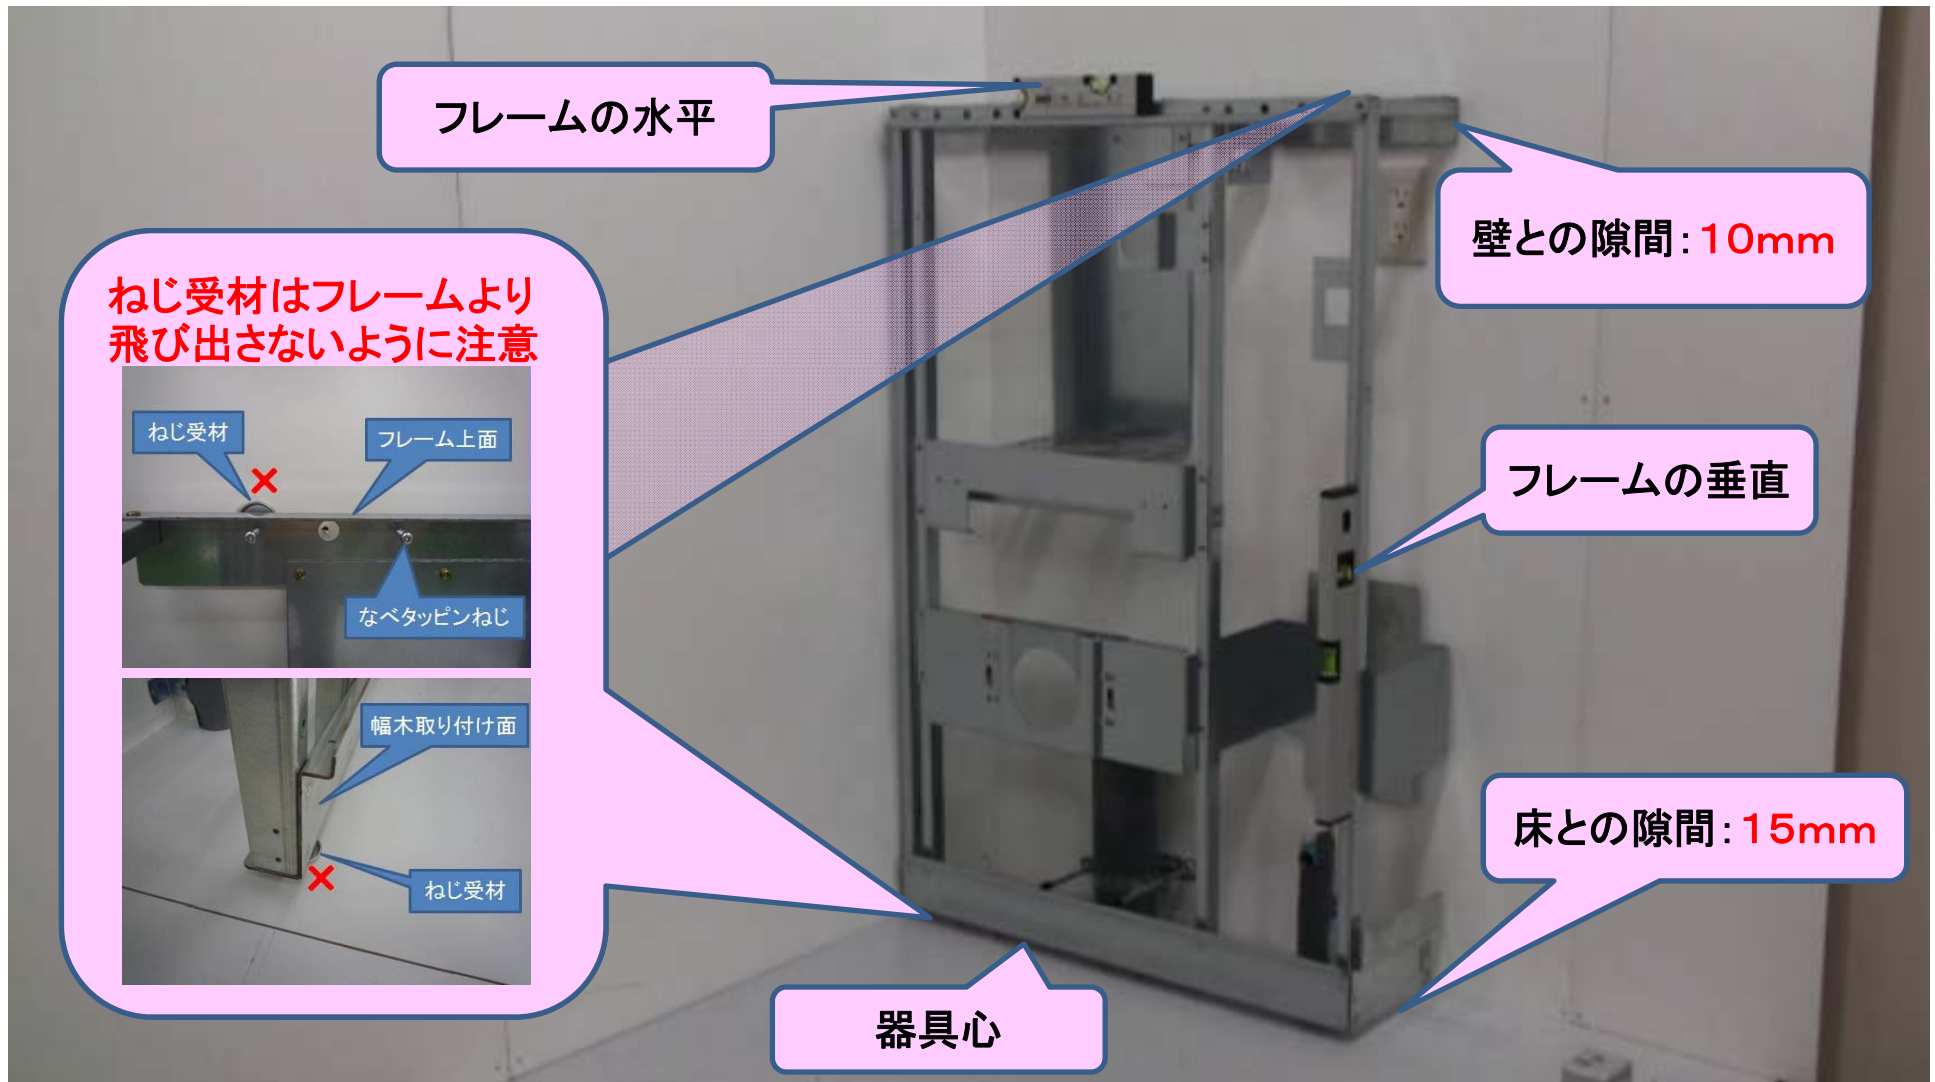 フレームの水平
壁との隙間：10mm
ねじ受材はフレームより
飛び出さないように注意
ねじ受材
フレーム上面
なべタッピンねじ
フレームの垂直
幅木取り付け面
ねじ受材
床との隙間：15mm
器具心